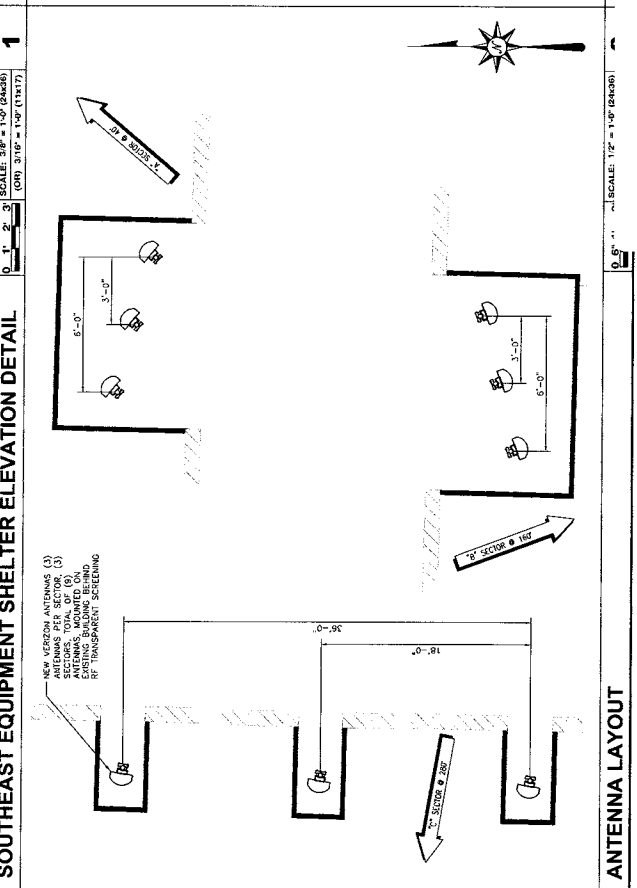 SOUTHEAST EQUIPMENT SHELTER ELEVATION DETAIL
0 1' 2' 3'
SCALE: 3/8" = 1'-0" (24x36)
(OR) 3/16" = 1'-0" (11x17)
1
NEW VERIZON ANTENNAS (3)
ANTENNAS PER SECTOR, (3)
SECTORS, TOTAL OF (9)
ANTENNAS, MOUNTED ON
EXISTING BUILDING BEHIND
RF TRANSPARENT SCREENING
"A" SECTOR @ 40°
6'-0"
3'-0"
N
36'-0"
18'-0"
"B" SECTOR @ 160°
3'-0"
6'-0"
"C" SECTOR @ 280°
ANTENNA LAYOUT
0 6"
SCALE: 1/2" = 1'-0" (24x36)